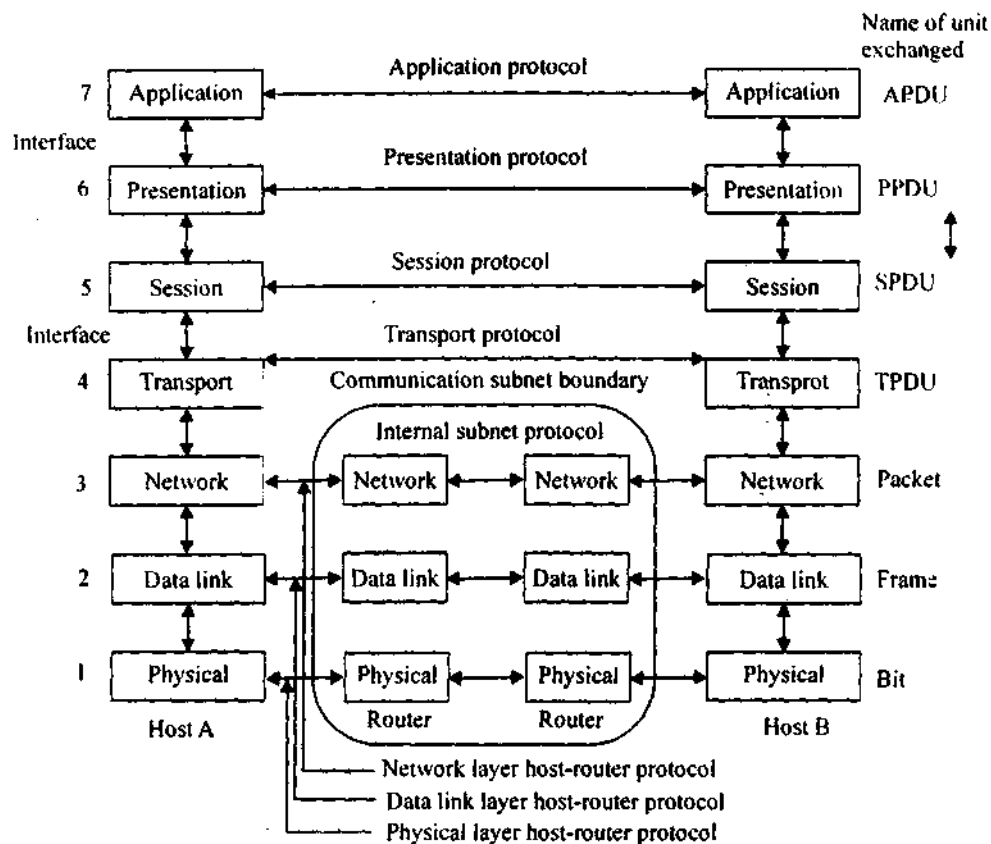 Name of unit
exchanged
Application protocol
7 Application Application APDU
Interface
Presentation protocol
6 Presentation Presentation PPDU
Session protocol
5 Session Session SPDU
Interface
Transport protocol
4 Transport Transprot TPDU
Communication subnet boundary
Internal subnet protocol
3 Network Network Network Network Packet
2 Data link Data link Data link Data link Frame
1 Physical Physical Physical Physical Bit
Host A Router Router Host B
Network layer host-router protocol
Data link layer host-router protocol
Physical layer host-router protocol